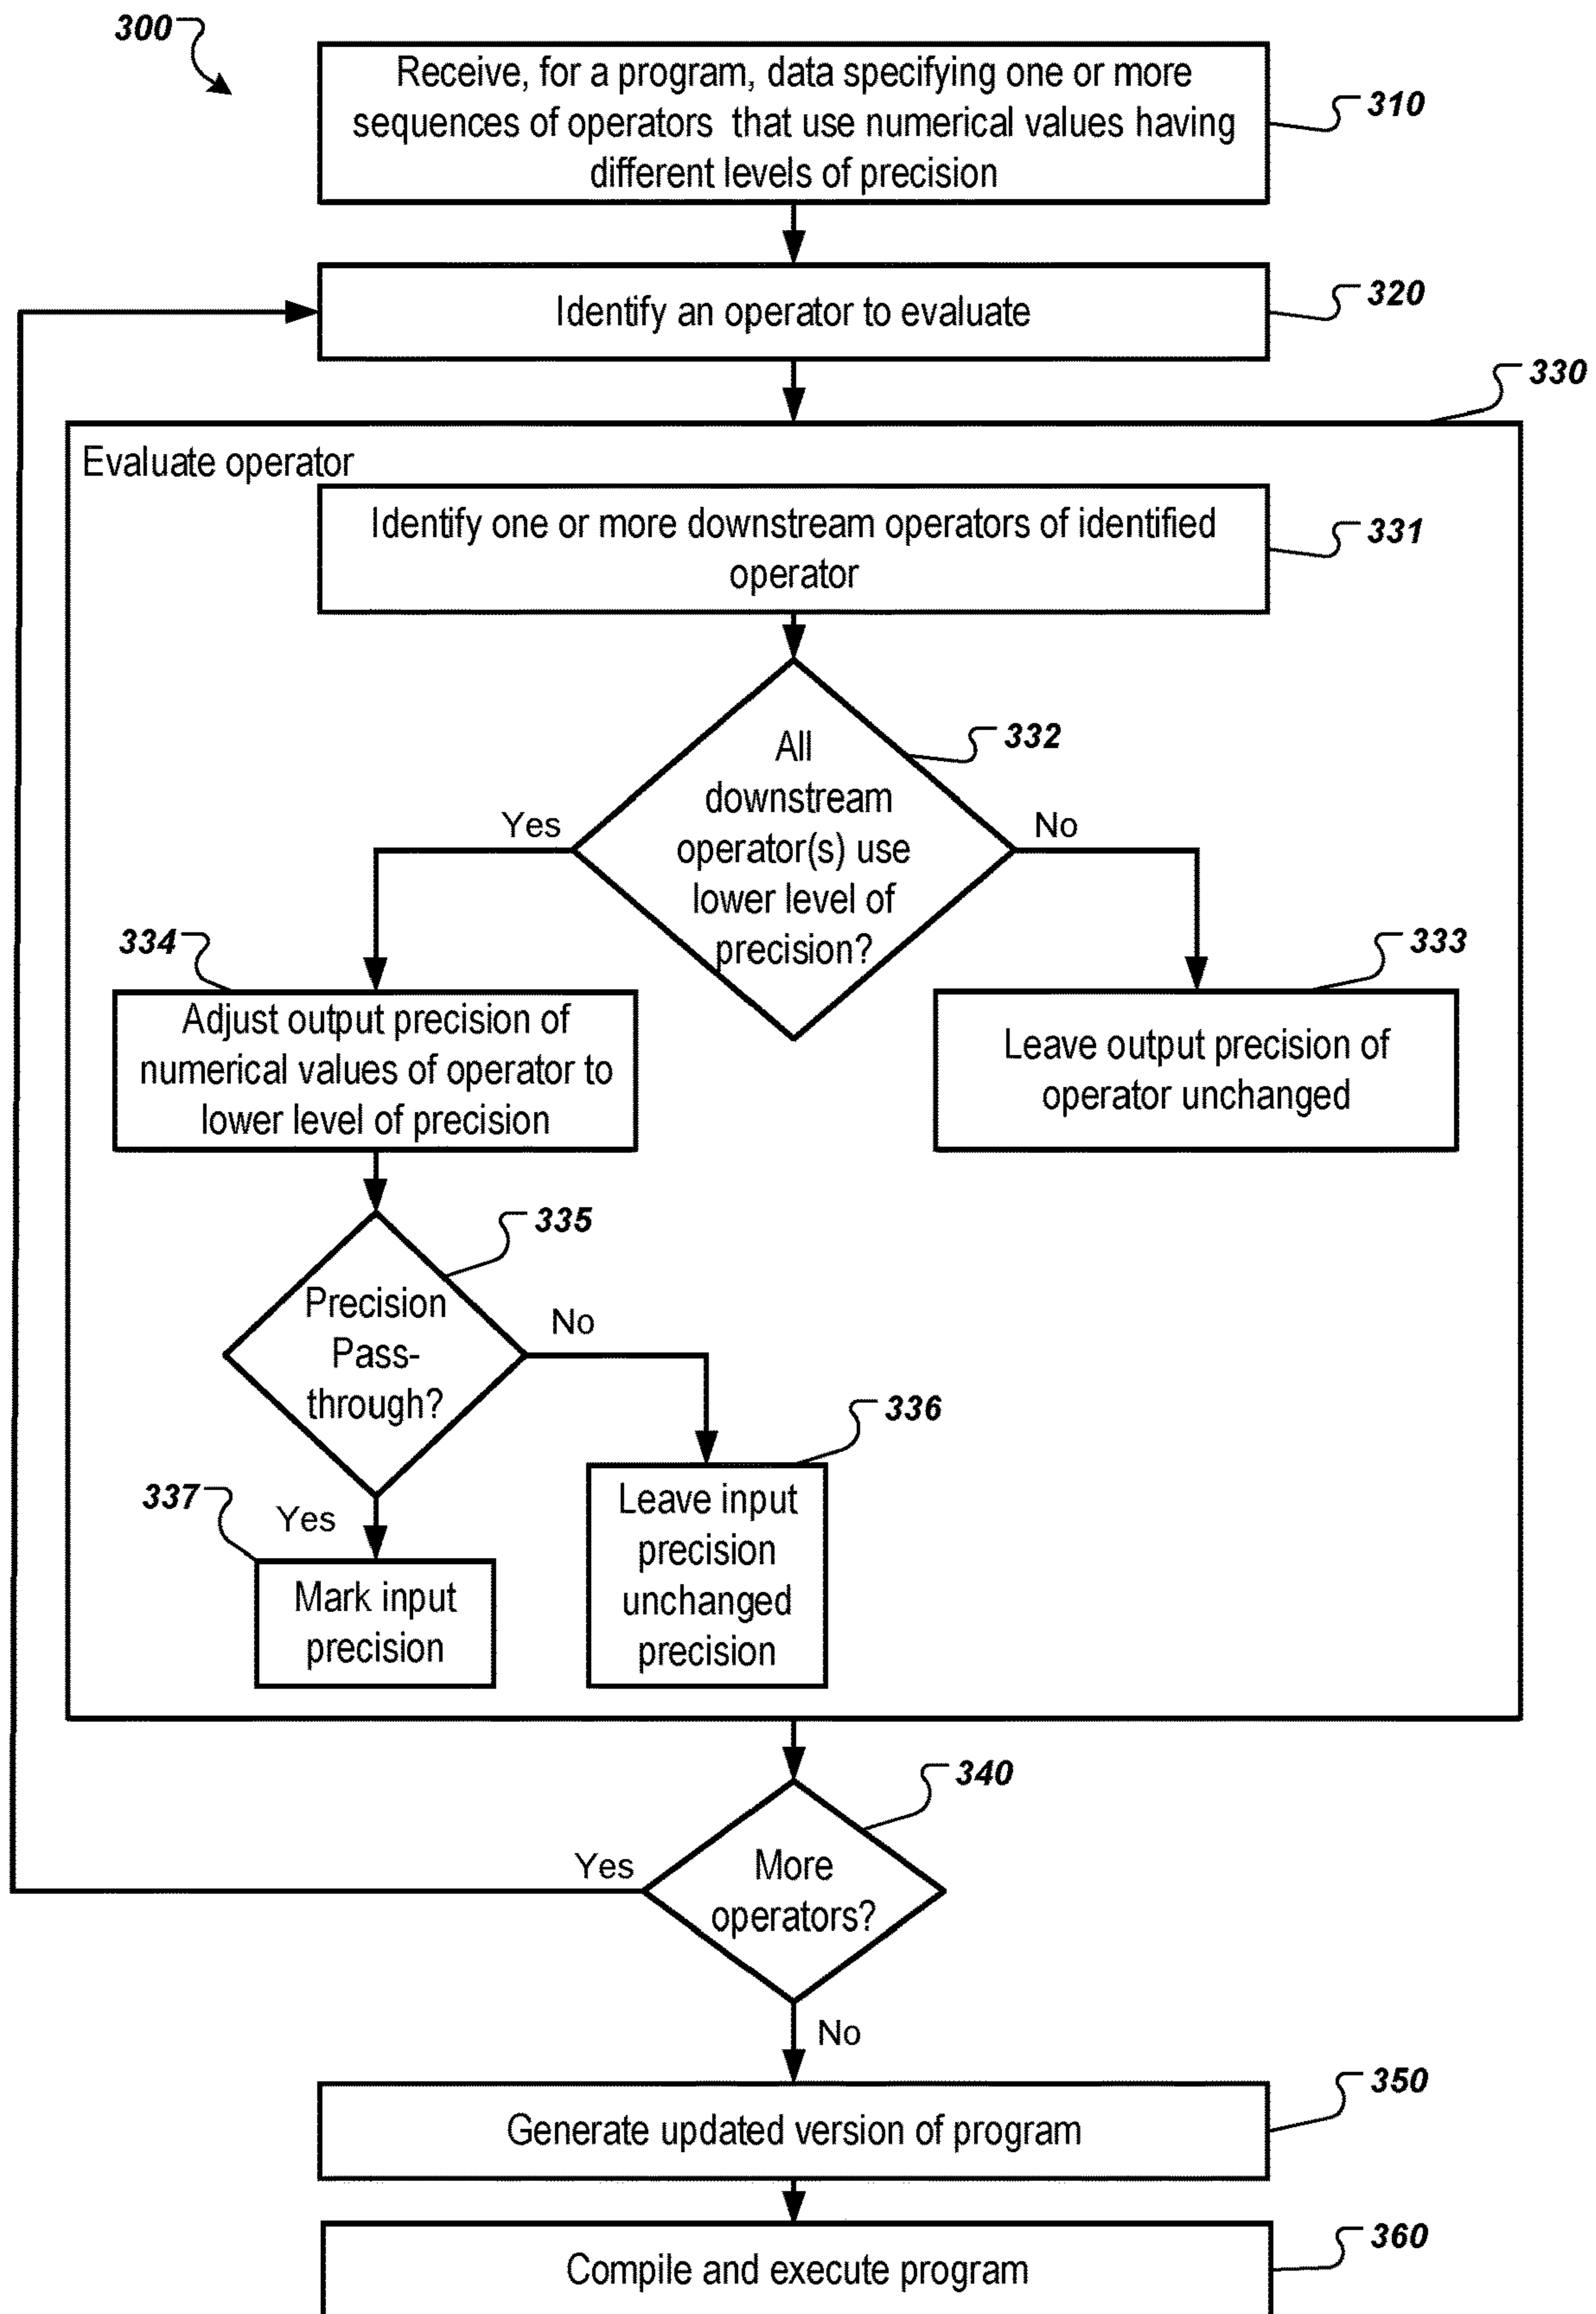 300
Receive, for a program, data specifying one or more
sequences of operators that use numerical values having
different levels of precision
310
Identify an operator to evaluate
320
330
Evaluate operator
Identify one or more downstream operators of identified
operator
331
All
downstream
operator(s) use
lower level of
precision?
332
Yes
No
334
Adjust output precision of
numerical values of operator to
lower level of precision
333
Leave output precision of
operator unchanged
335
Precision
Pass-
through?
No
336
Leave input
precision
unchanged
precision
337
Yes
Mark input
precision
340
More
operators?
Yes
No
350
Generate updated version of program
360
Compile and execute program